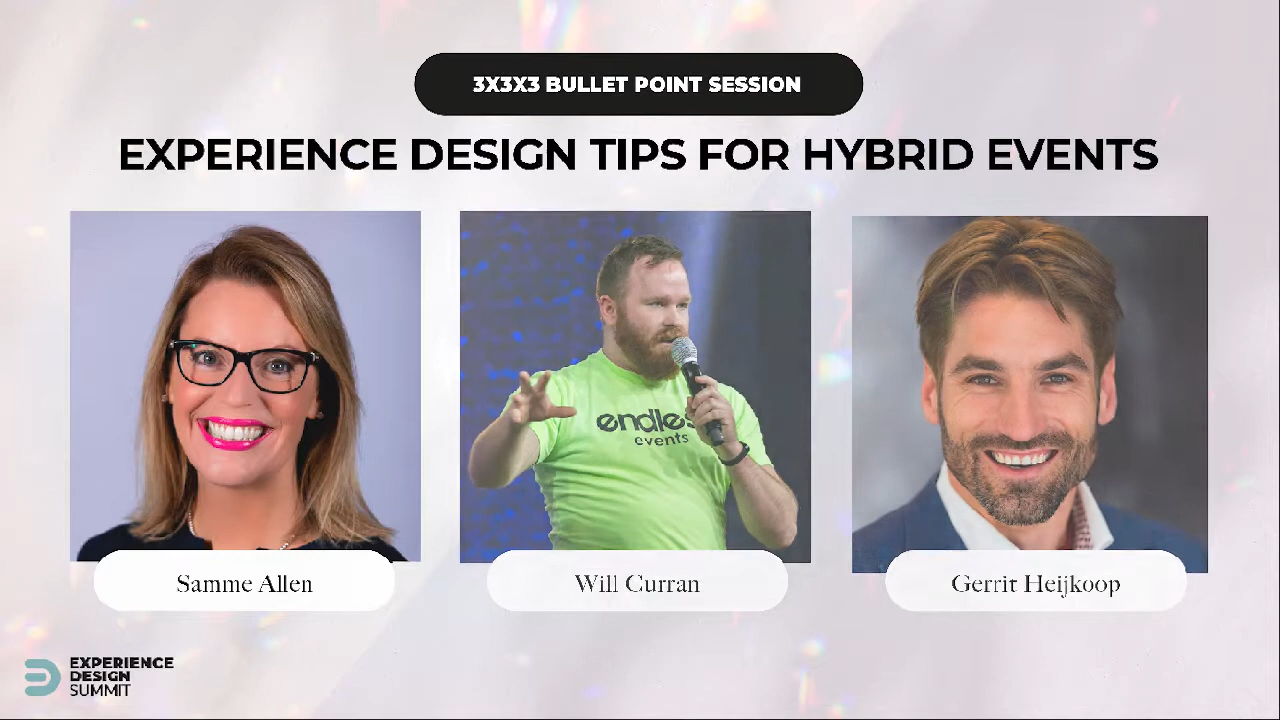 3X3X3 BULLET POINT SESSION
EXPERIENCE DESIGN TIPS FOR HYBRID EVENTS
endless
events
Samme Allen
Will Curran
Gerrit Heijkoop
EXPERIENCE
DESIGN
SUMMIT